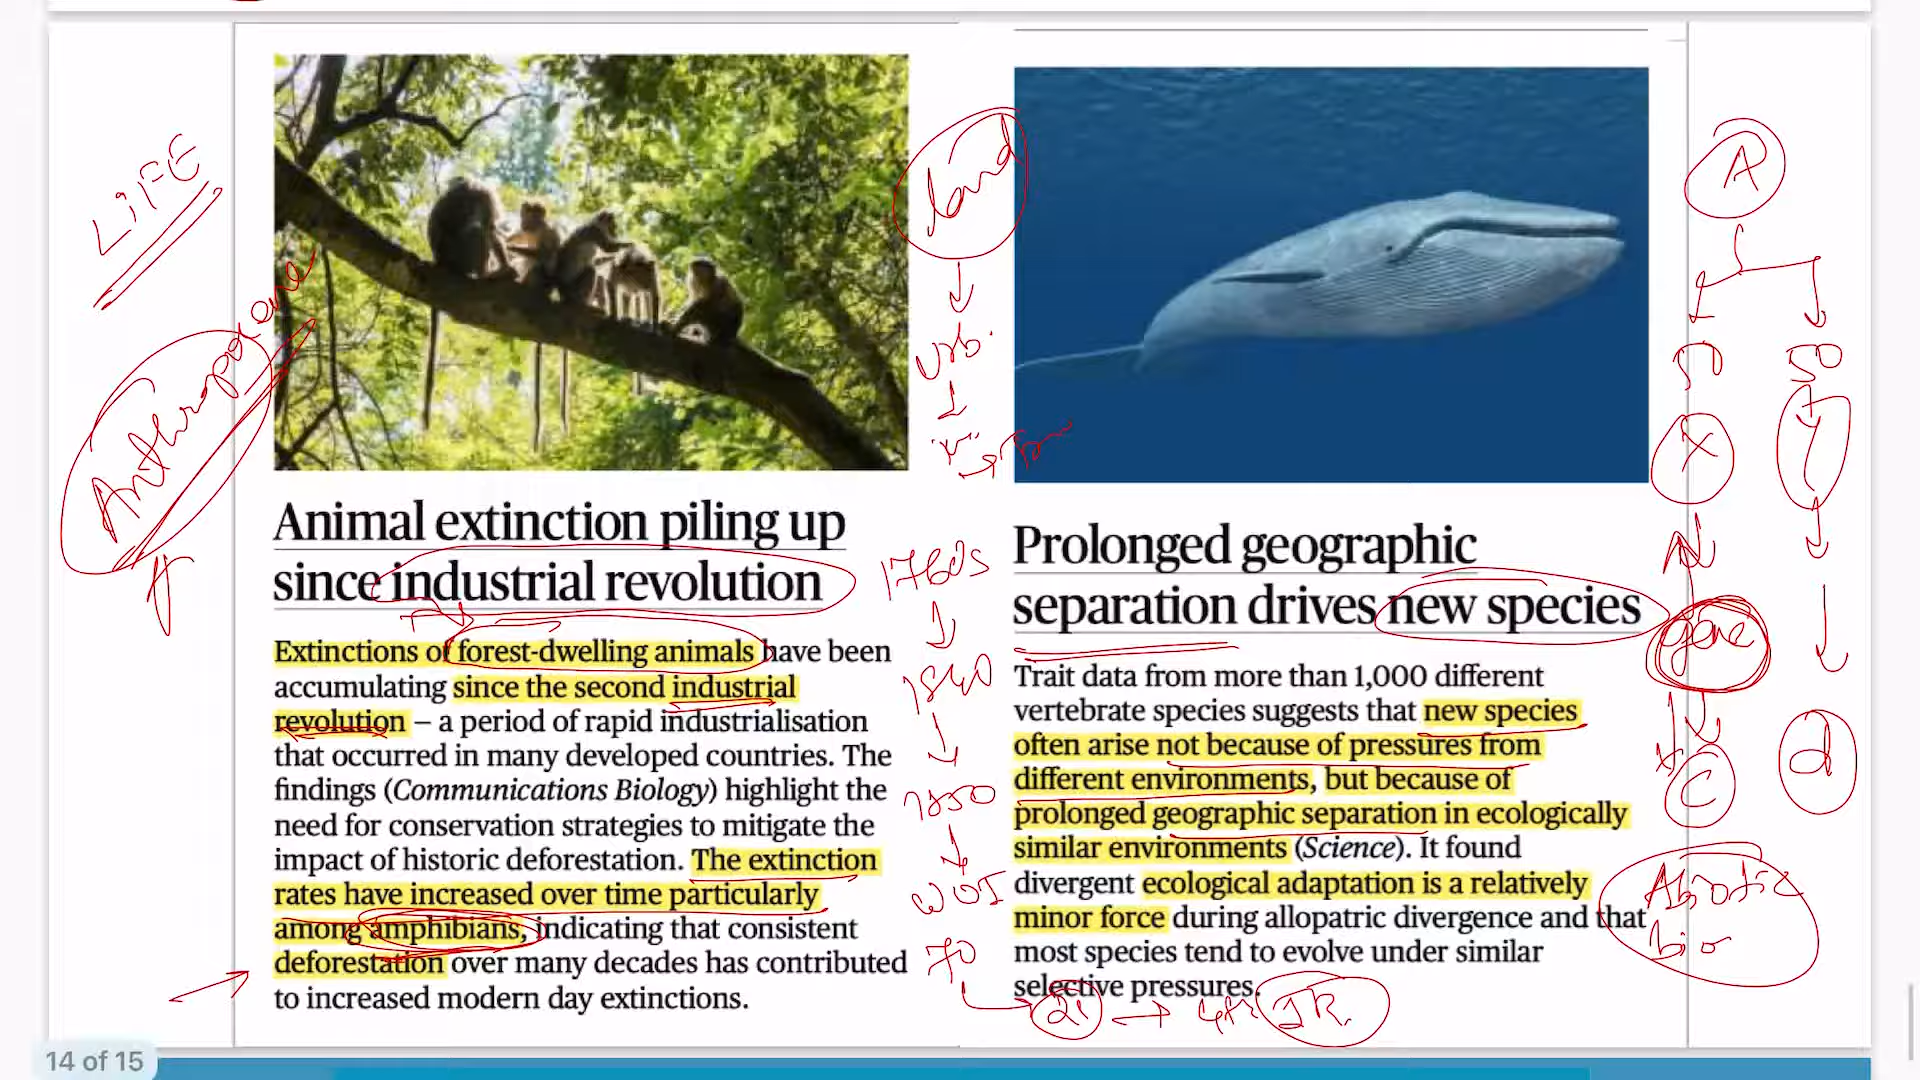 LIFE
Anthropocene
Animal extinction piling up
since industrial revolution
Extinctions of forest-dwelling animals have been
accumulating since the second industrial
revolution – a period of rapid industrialisation
that occurred in many developed countries. The
findings (Communications Biology) highlight the
need for conservation strategies to mitigate the
impact of historic deforestation. The extinction
rates have increased over time particularly
among amphibians, indicating that consistent
deforestation over many decades has contributed
to increased modern day extinctions.
land
Urb.
1760s
1840
1850
70
21
IR.
Prolonged geographic
separation drives new species
Trait data from more than 1,000 different
vertebrate species suggests that new species
often arise not because of pressures from
different environments, but because of
prolonged geographic separation in ecologically
similar environments (Science). It found
divergent ecological adaptation is a relatively
minor force during allopatric divergence and that
most species tend to evolve under similar
selective pressures.
A
50 50
X Y
gene
C d
Abiotic
bio
14 of 15